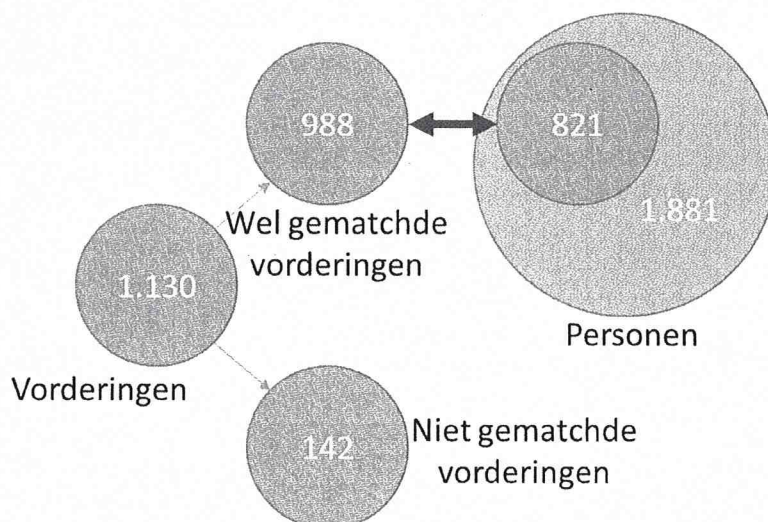 988
821
1.881
Wel gematchde
vorderingen
Personen
1.130
Vorderingen
142
Niet gematchde
vorderingen